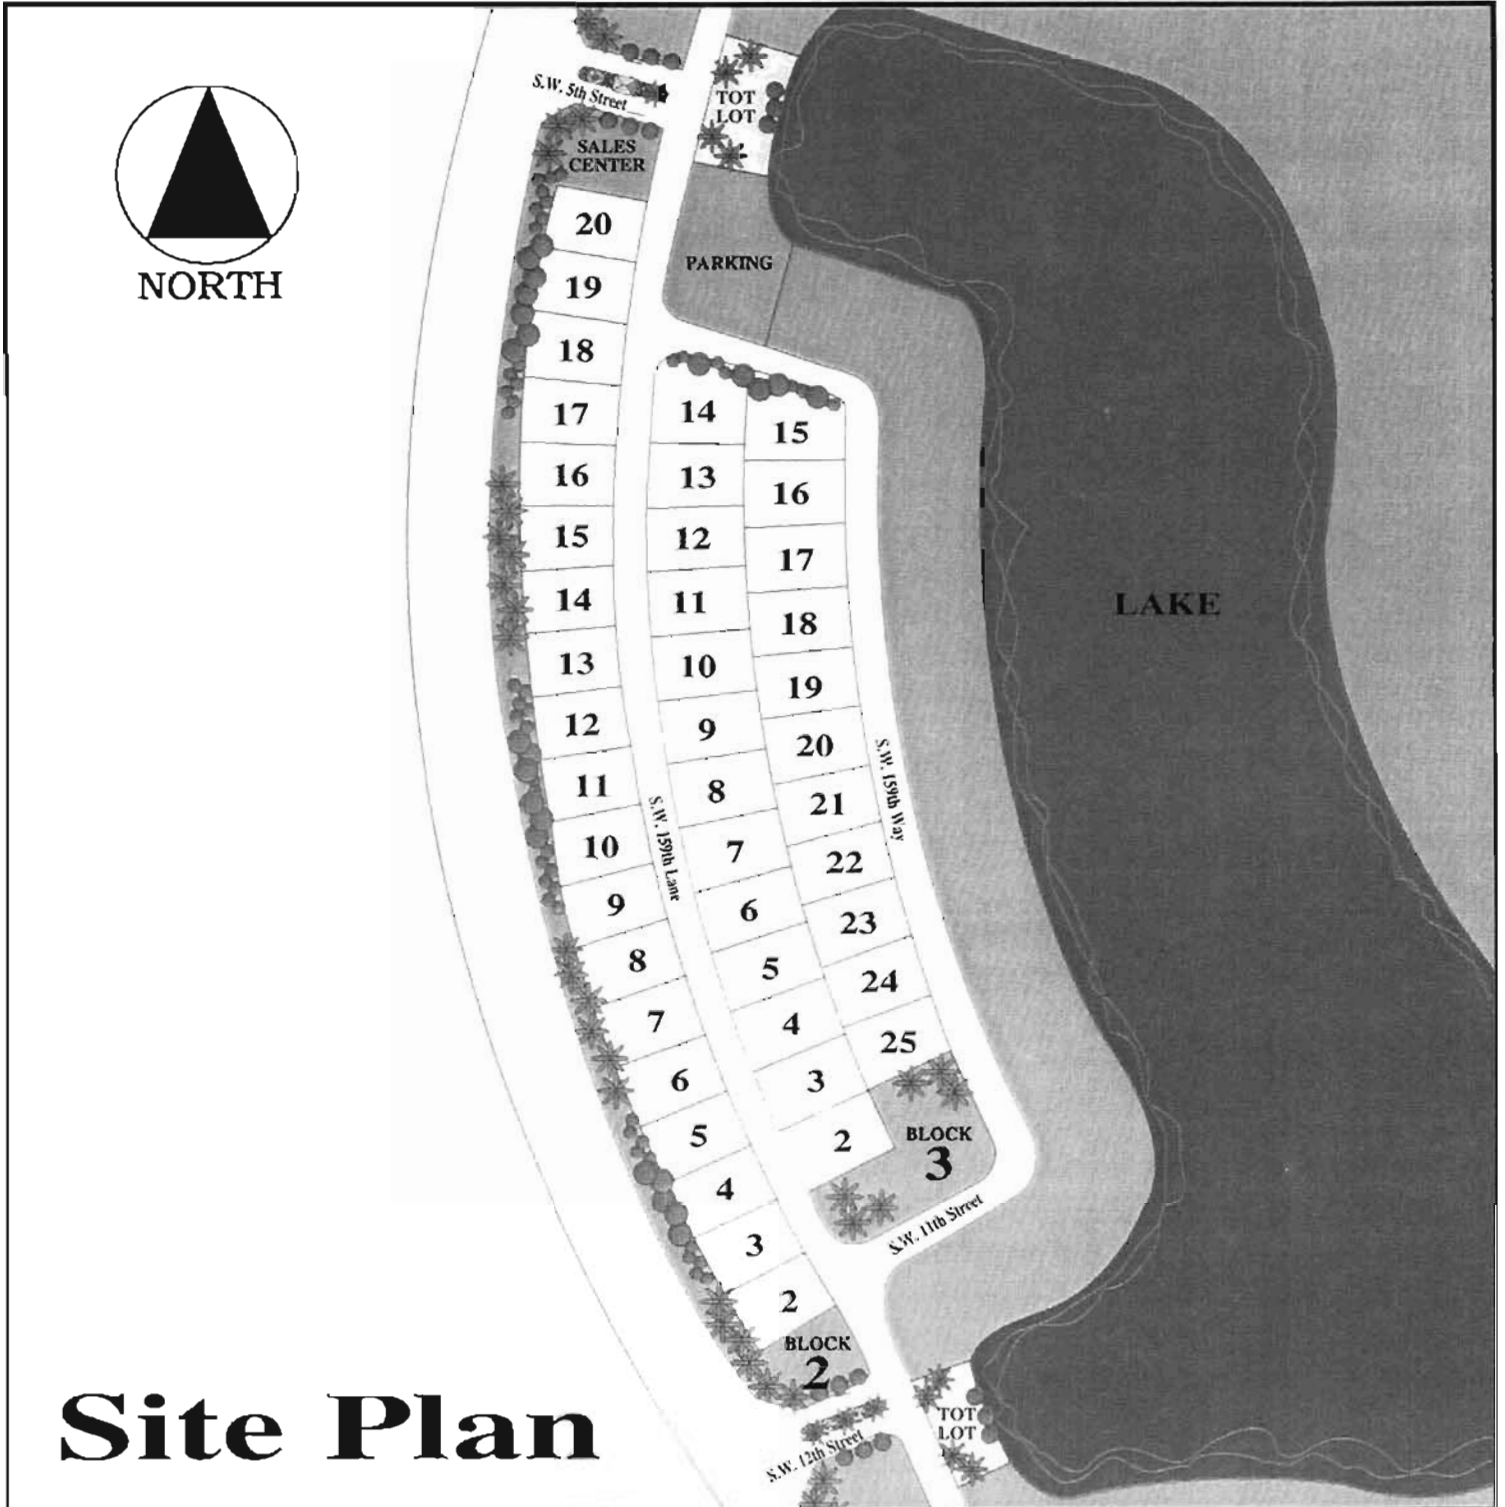 S.W. 5th Street
TOT
LOT
SALES
CENTER
NORTH
PARKING
20
19
18
17
16
15
14
13
12
11
10
9
8
7
6
5
4
3
2
14
13
12
11
10
9
8
7
6
5
4
3
2
15
16
17
18
19
20
21
22
23
24
25
LAKE
S.W. 159th Lane
S.W. 159th Way
BLOCK
3
S.W. 11th Street
BLOCK
2
TOT
LOT
S.W. 12th Street
Site Plan